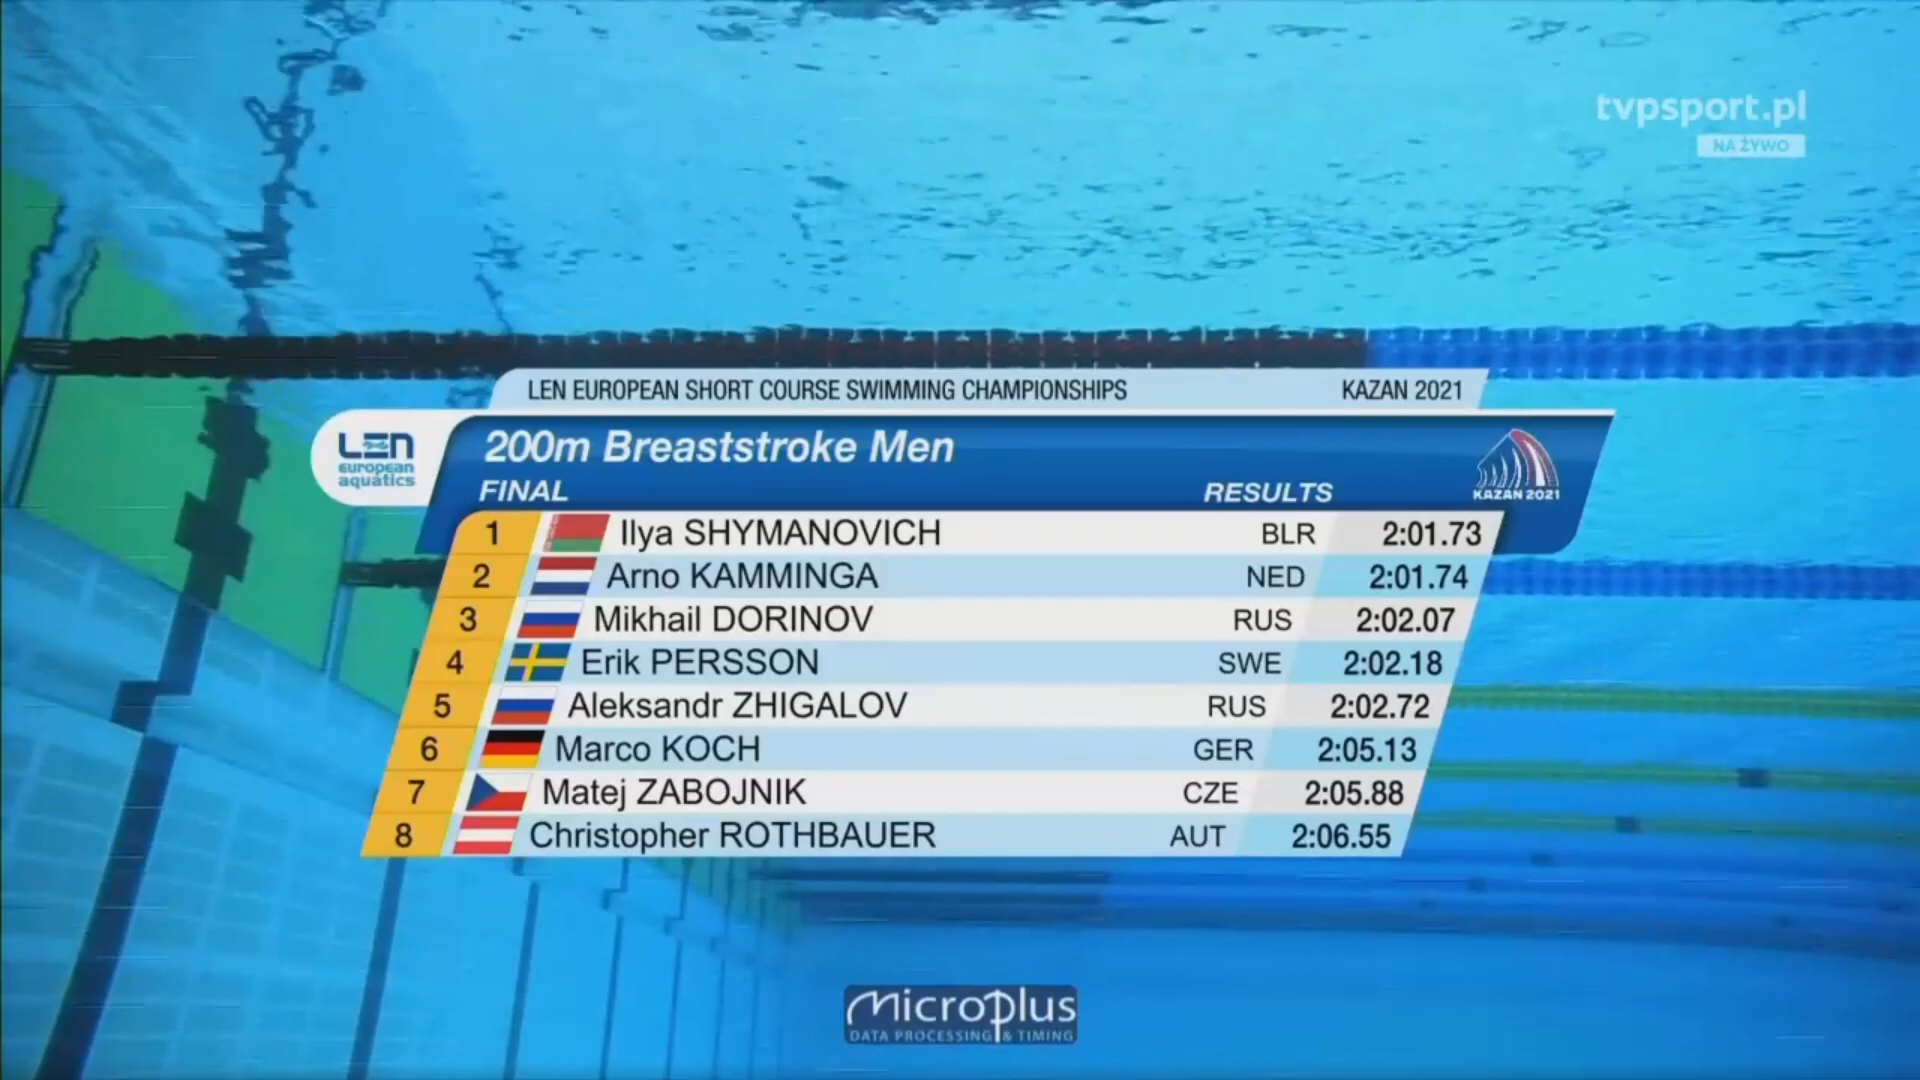 tvpsport.pl
NA ŻYWO
LEN EUROPEAN SHORT COURSE SWIMMING CHAMPIONSHIPS KAZAN 2021
LEN
european
aquatics
200m Breaststroke Men
FINAL RESULTS
KAZAN 2021
1 Ilya SHYMANOVICH BLR 2:01.73
2 Arno KAMMINGA NED 2:01.74
3 Mikhail DORINOV RUS 2:02.07
4 Erik PERSSON SWE 2:02.18
5 Aleksandr ZHIGALOV RUS 2:02.72
6 Marco KOCH GER 2:05.13
7 Matej ZABOJNIK CZE 2:05.88
8 Christopher ROTHBAUER AUT 2:06.55
Microplus
DATA PROCESSING & TIMING